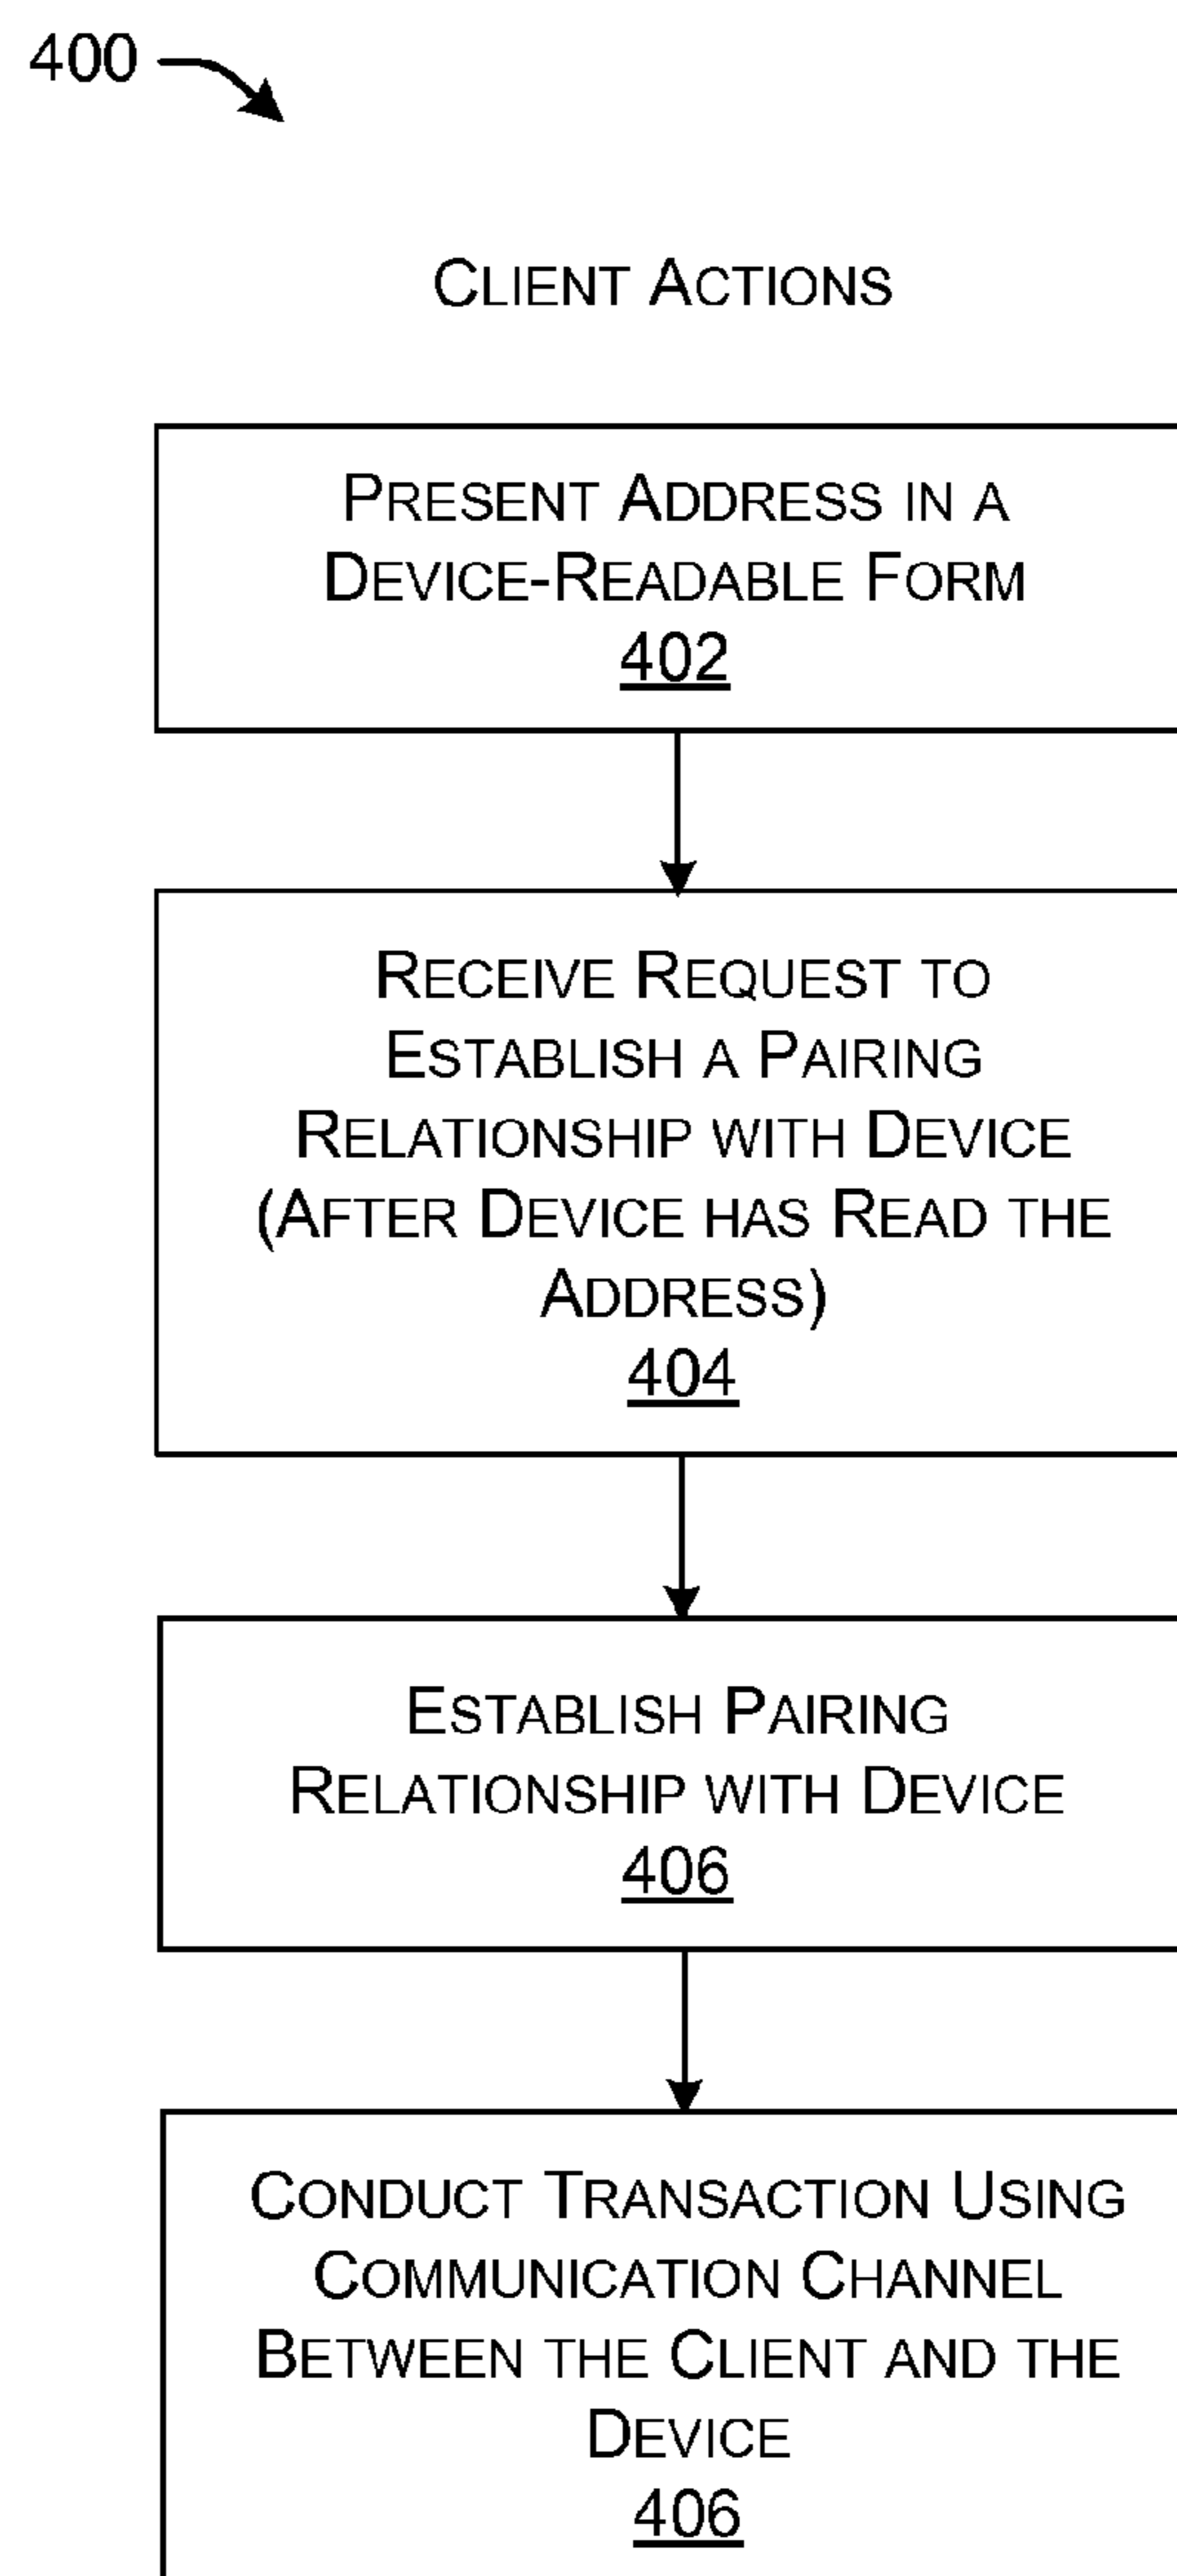 400
CLIENT ACTIONS
PRESENT ADDRESS IN A
DEVICE-READABLE FORM
402
RECEIVE REQUEST TO
ESTABLISH A PAIRING
RELATIONSHIP WITH DEVICE
(AFTER DEVICE HAS READ THE
ADDRESS)
404
ESTABLISH PAIRING
RELATIONSHIP WITH DEVICE
406
CONDUCT TRANSACTION USING
COMMUNICATION CHANNEL
BETWEEN THE CLIENT AND THE
DEVICE
406